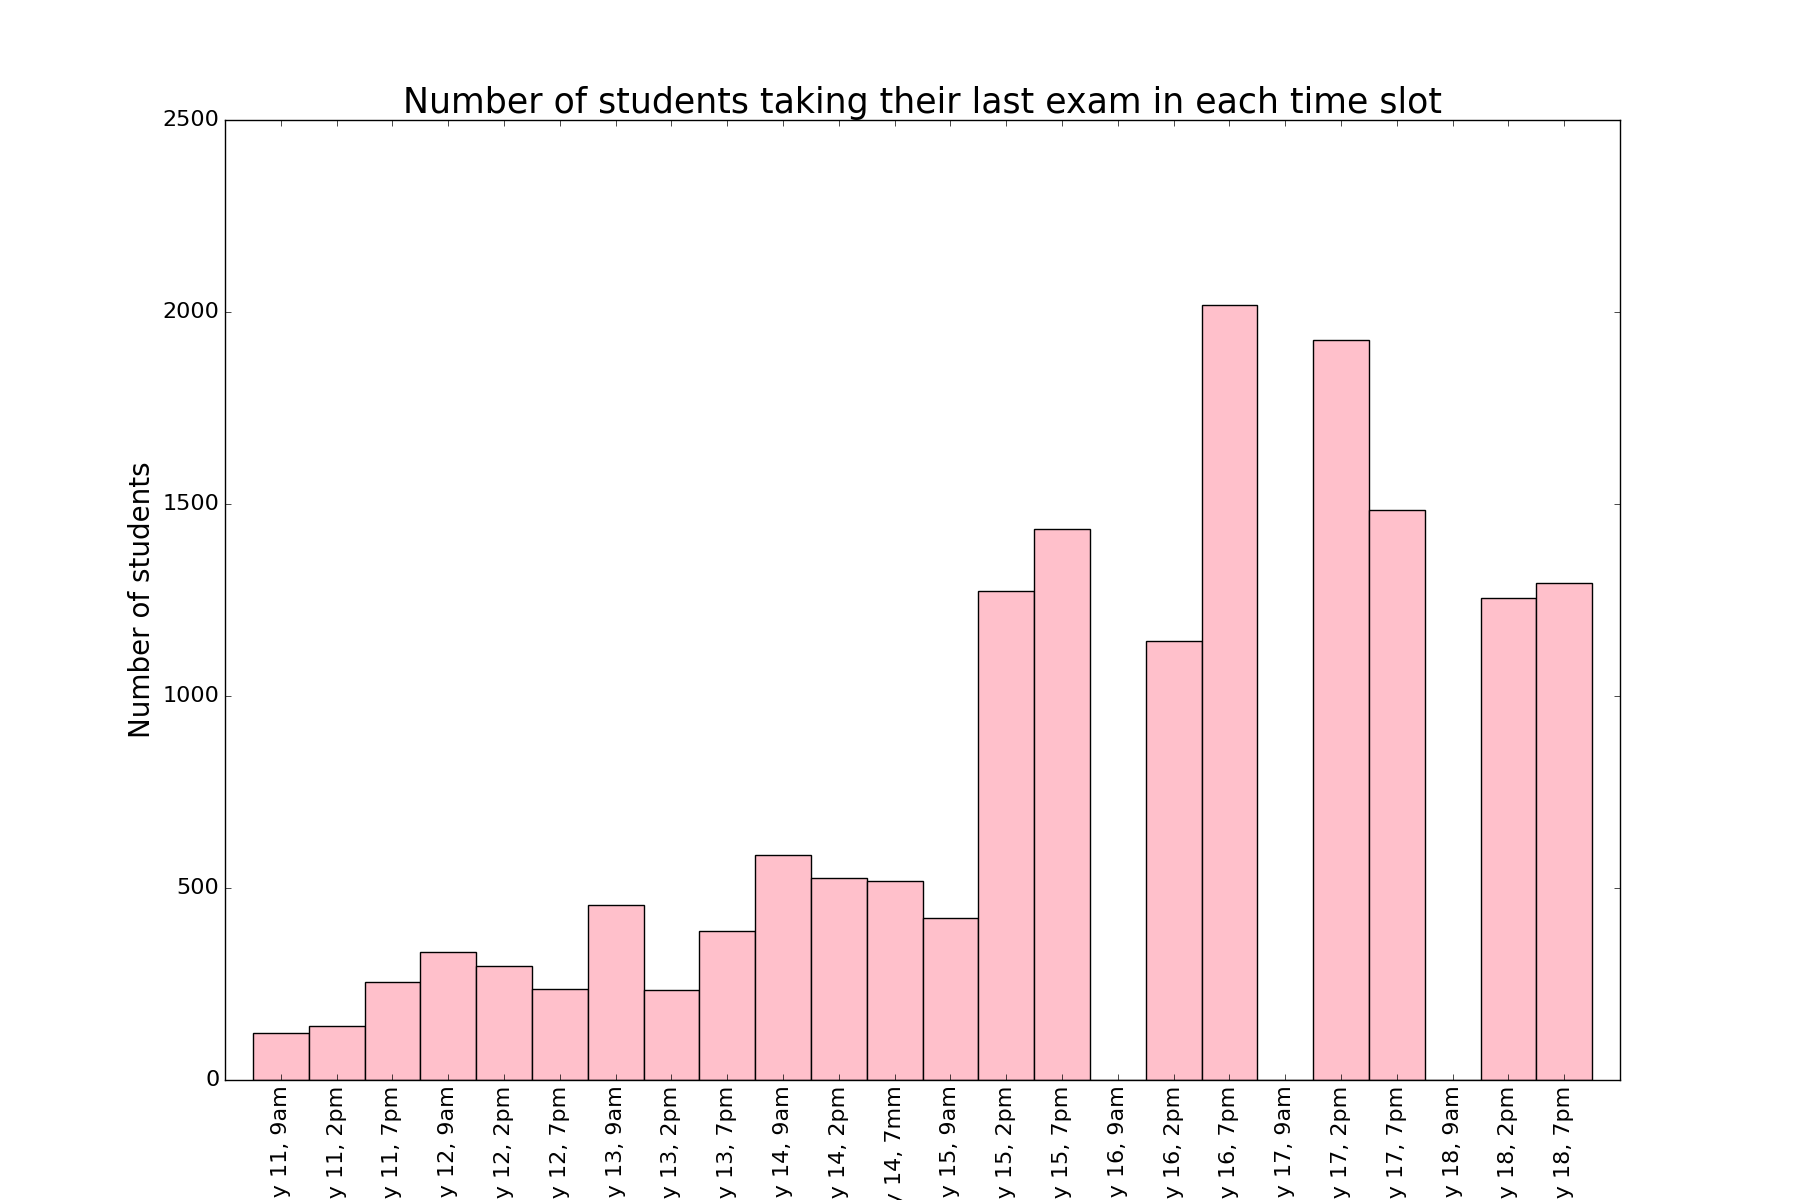 Number of students taking their last exam in each time slot
Number of students
2500
2000
1500
1000
500
0
y 11, 9am
y 11, 2pm
y 11, 7pm
y 12, 9am
y 12, 2pm
y 12, 7pm
y 13, 9am
y 13, 2pm
y 13, 7pm
y 14, 9am
y 14, 2pm
y 14, 7mm
y 15, 9am
y 15, 2pm
y 15, 7pm
y 16, 9am
y 16, 2pm
y 16, 7pm
y 17, 9am
y 17, 2pm
y 17, 7pm
y 18, 9am
y 18, 2pm
y 18, 7pm